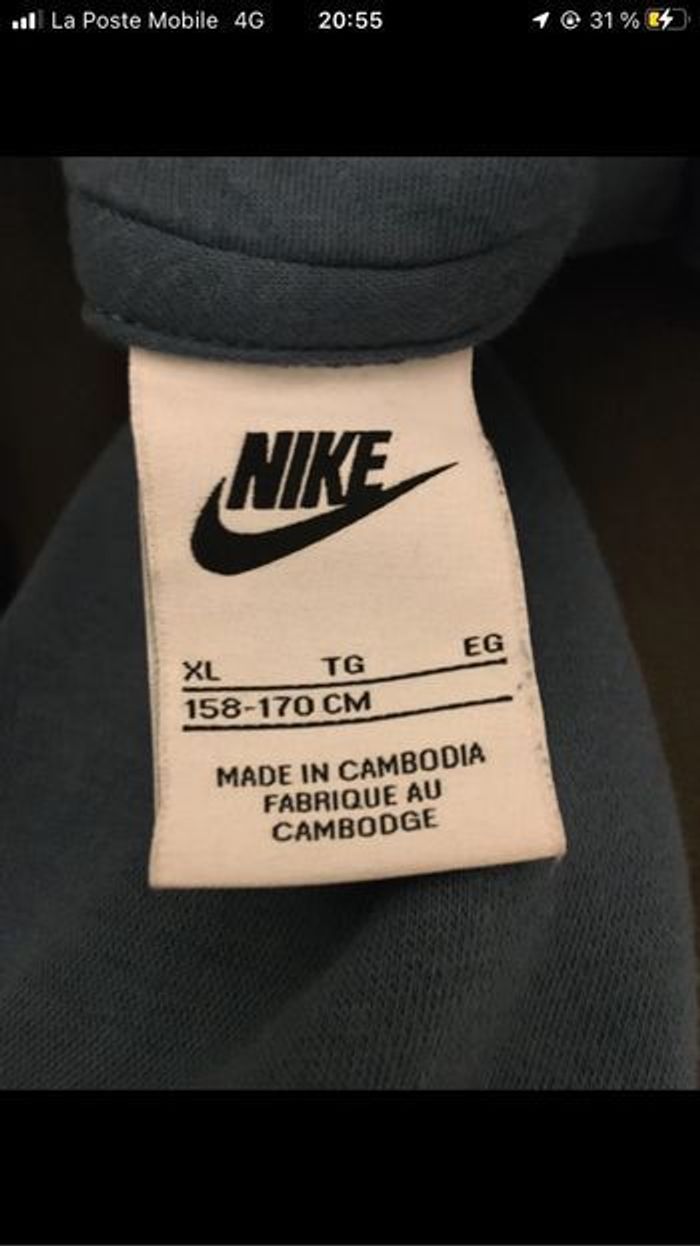 La Poste Mobile 4G 20:55 31 %
NIKE
XL TG EG
158-170 CM
MADE IN CAMBODIA
FABRIQUE AU
CAMBODGE